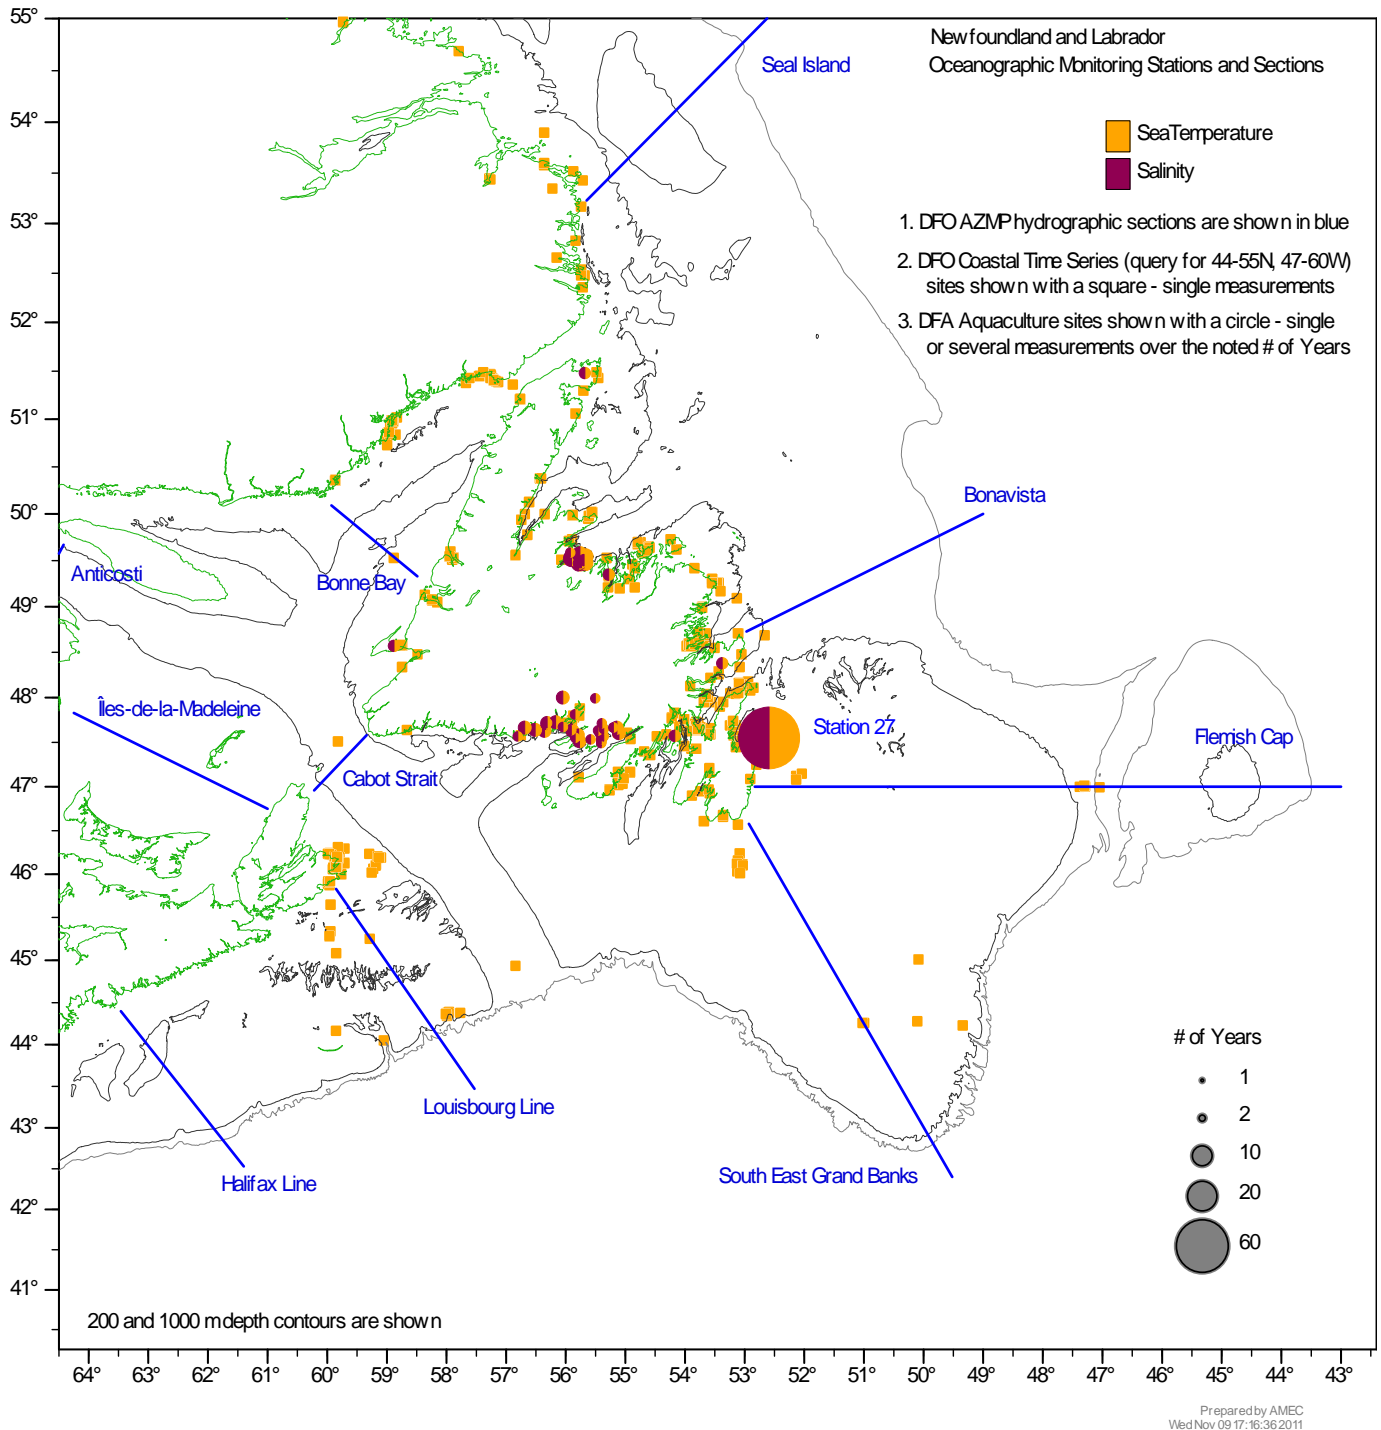 Newfoundland and Labrador
Oceanographic Monitoring Stations and Sections
Sea Temperature
Salinity
1. DFO AZMP hydrographic sections are shown in blue
2. DFO Coastal Time Series (query for 44-55N, 47-60W)
sites shown with a square - single measurements
3. DFA Aquaculture sites shown with a circle - single
or several measurements over the noted # of Years
Seal Island
Bonavista
Anticosti
Bonne Bay
Îles-de-la-Madeleine
Station 27
Flemish Cap
Cabot Strait
Louisbourg Line
Halifax Line
South East Grand Banks
# of Years
1
2
10
20
60
200 and 1000 m depth contours are shown
55°
54°
53°
52°
51°
50°
49°
48°
47°
46°
45°
44°
43°
42°
41°
64° 63° 62° 61° 60° 59° 58° 57° 56° 55° 54° 53° 52° 51° 50° 49° 48° 47° 46° 45° 44° 43°
Prepared by AMEC
Wed Nov 09 17:16:36 2011